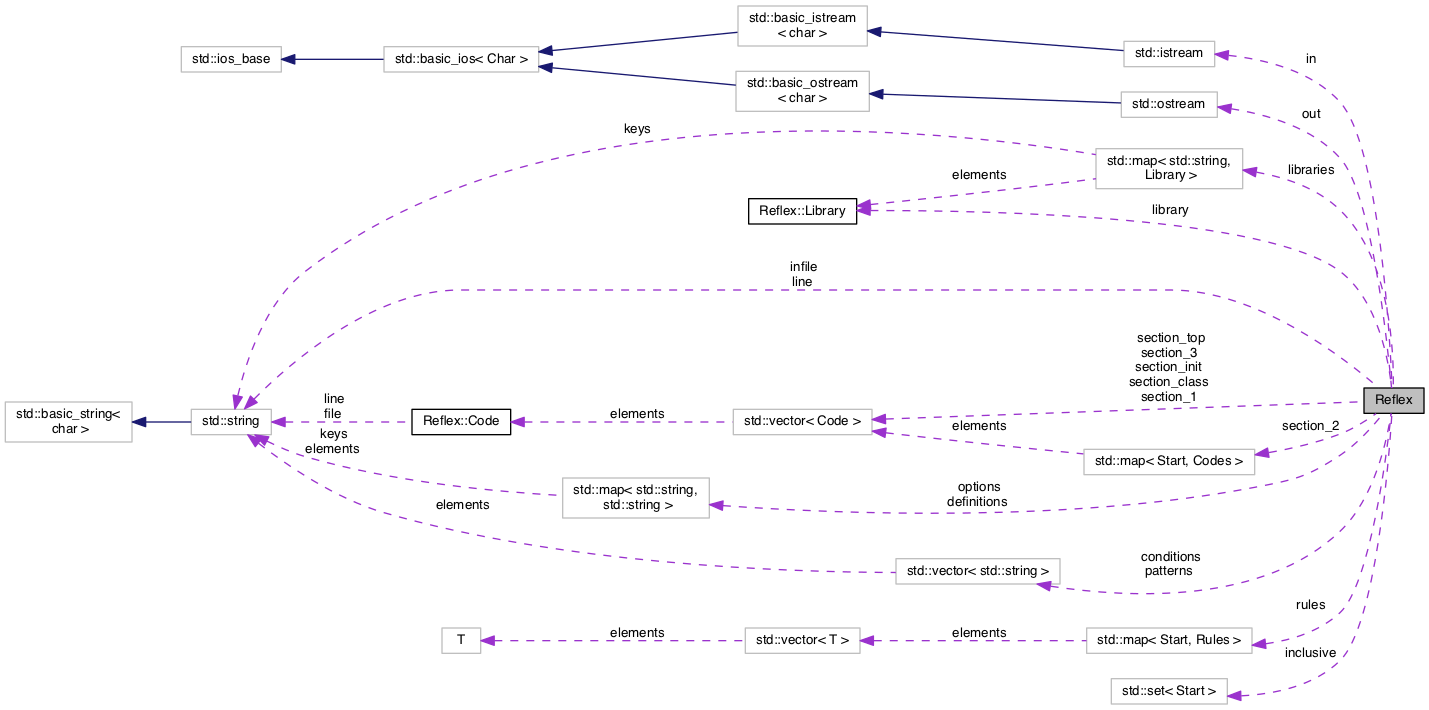 std::basic_istream
< char >
std::ios_base
std::basic_ios< Char >
std::istream
in
std::basic_ostream
< char >
std::ostream
out
keys
std::map< std::string,
Library >
libraries
elements
Reflex::Library
library
infile
line
section_top
section_3
section_init
section_class
section_1
Reflex
std::basic_string<
char >
std::string
line
file
Reflex::Code
elements
std::vector< Code >
elements
section_2
std::map< Start, Codes >
keys
elements
std::map< std::string,
std::string >
options
definitions
elements
std::vector< std::string >
conditions
patterns
rules
T
elements
std::vector< T >
elements
std::map< Start, Rules >
inclusive
std::set< Start >